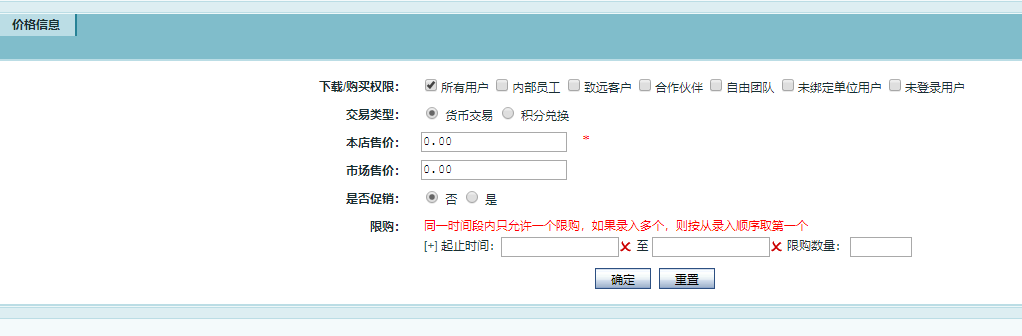 价格信息
下载/购买权限： 所有用户 内部员工 致远客户 合作伙伴 自由团队 未绑定单位用户 未登录用户
交易类型： 货币交易 积分兑换
本店售价： 0.00 *
市场售价： 0.00
是否促销： 否 是
限购： 同一时间段内只允许一个限购，如果录入多个，则按从录入顺序取第一个
[+] 起止时间： 至 限购数量：
确定 重置